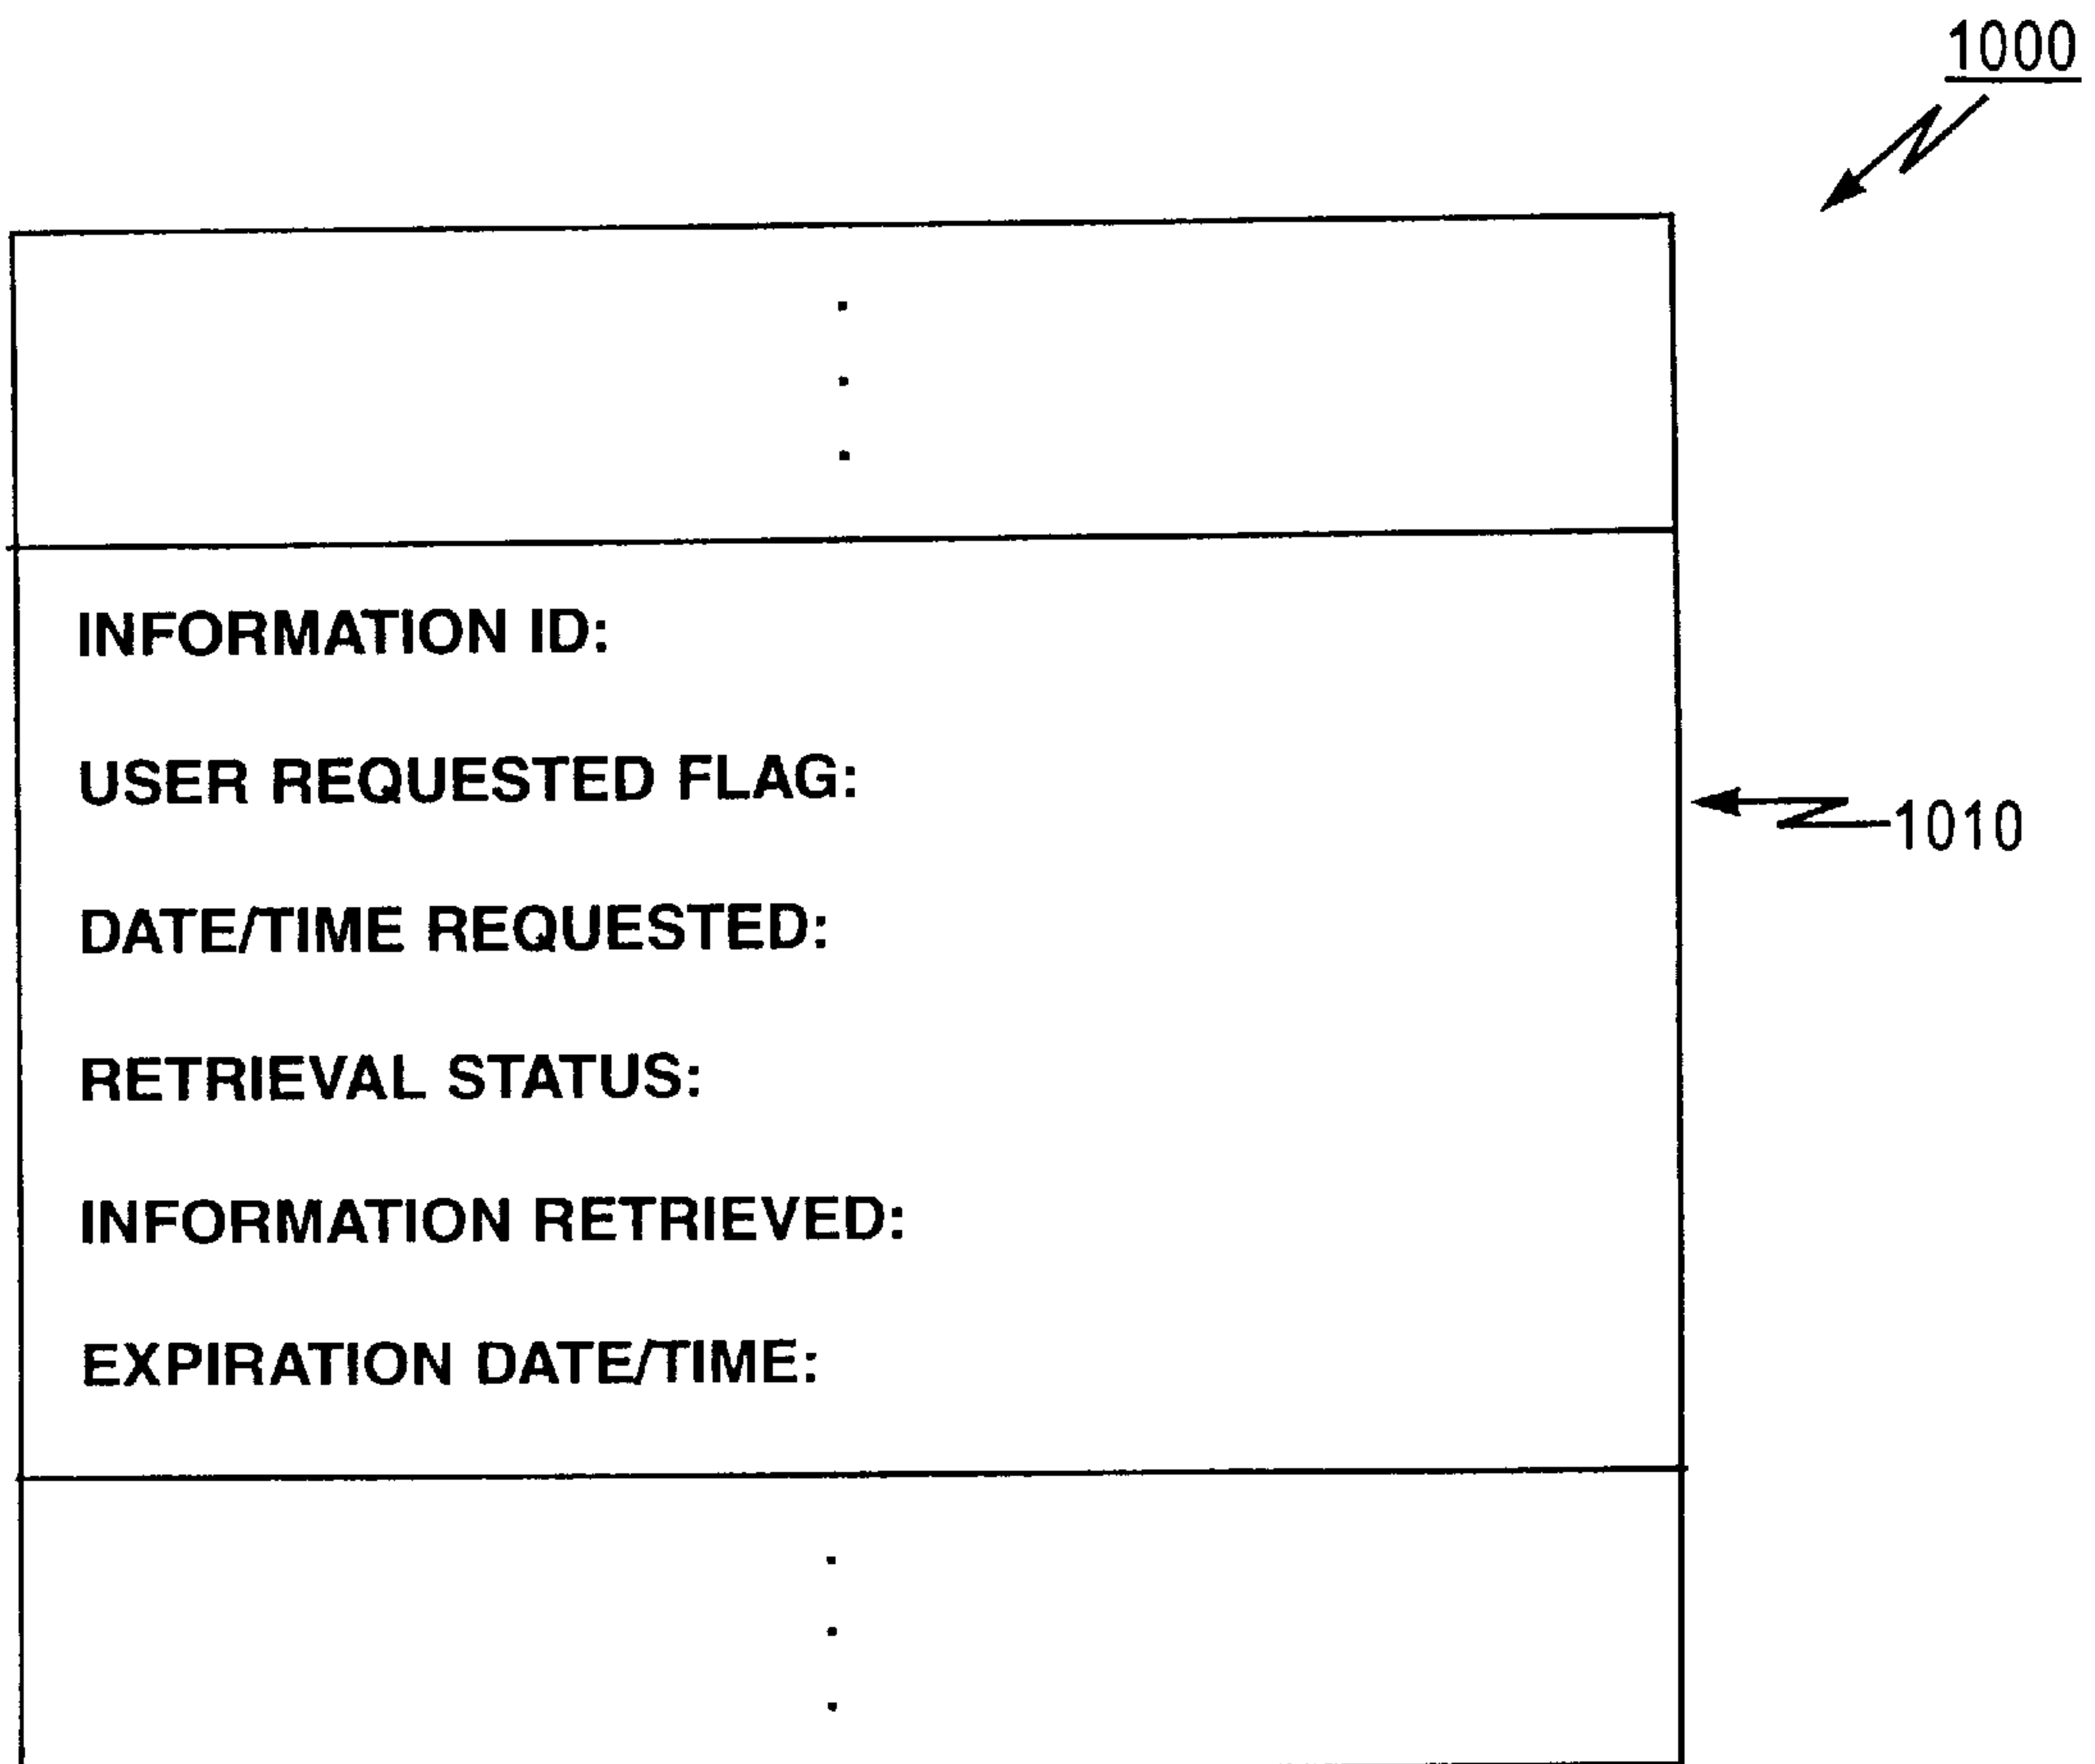 1000
INFORMATION ID:
USER REQUESTED FLAG:
1010
DATE/TIME REQUESTED:
RETRIEVAL STATUS:
INFORMATION RETRIEVED:
EXPIRATION DATE/TIME: